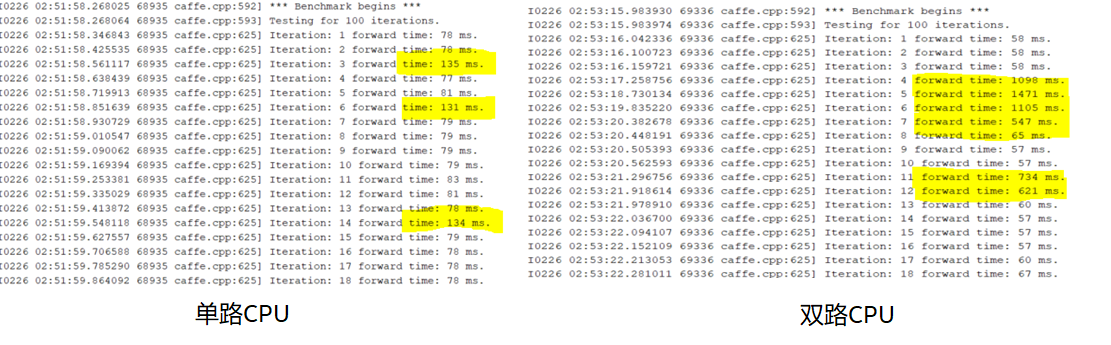 I0226 02:51:58.268025 68935 caffe.cpp:592] *** Benchmark begins ***
I0226 02:51:58.268064 68935 caffe.cpp:593] Testing for 100 iterations.
I0226 02:51:58.346843 68935 caffe.cpp:625] Iteration: 1 forward time: 78 ms.
I0226 02:51:58.425535 68935 caffe.cpp:625] Iteration: 2 forward time: 78 ms.
I0226 02:51:58.561117 68935 caffe.cpp:625] Iteration: 3 forward time: 135 ms.
I0226 02:51:58.638439 68935 caffe.cpp:625] Iteration: 4 forward time: 77 ms.
I0226 02:51:58.719913 68935 caffe.cpp:625] Iteration: 5 forward time: 81 ms.
I0226 02:51:58.851639 68935 caffe.cpp:625] Iteration: 6 forward time: 131 ms.
I0226 02:51:58.930729 68935 caffe.cpp:625] Iteration: 7 forward time: 79 ms.
I0226 02:51:59.010547 68935 caffe.cpp:625] Iteration: 8 forward time: 79 ms.
I0226 02:51:59.090062 68935 caffe.cpp:625] Iteration: 9 forward time: 79 ms.
I0226 02:51:59.169394 68935 caffe.cpp:625] Iteration: 10 forward time: 79 ms.
I0226 02:51:59.253381 68935 caffe.cpp:625] Iteration: 11 forward time: 83 ms.
I0226 02:51:59.335029 68935 caffe.cpp:625] Iteration: 12 forward time: 81 ms.
I0226 02:51:59.413872 68935 caffe.cpp:625] Iteration: 13 forward time: 78 ms.
I0226 02:51:59.548118 68935 caffe.cpp:625] Iteration: 14 forward time: 134 ms.
I0226 02:51:59.627557 68935 caffe.cpp:625] Iteration: 15 forward time: 79 ms.
I0226 02:51:59.706588 68935 caffe.cpp:625] Iteration: 16 forward time: 78 ms.
I0226 02:51:59.785290 68935 caffe.cpp:625] Iteration: 17 forward time: 78 ms.
I0226 02:51:59.864092 68935 caffe.cpp:625] Iteration: 18 forward time: 78 ms.
单路CPU
I0226 02:53:15.983930 69336 caffe.cpp:592] *** Benchmark begins ***
I0226 02:53:15.983974 69336 caffe.cpp:593] Testing for 100 iterations.
I0226 02:53:16.042336 69336 caffe.cpp:625] Iteration: 1 forward time: 58 ms.
I0226 02:53:16.100723 69336 caffe.cpp:625] Iteration: 2 forward time: 58 ms.
I0226 02:53:16.159721 69336 caffe.cpp:625] Iteration: 3 forward time: 58 ms.
I0226 02:53:17.258756 69336 caffe.cpp:625] Iteration: 4 forward time: 1098 ms.
I0226 02:53:18.730134 69336 caffe.cpp:625] Iteration: 5 forward time: 1471 ms.
I0226 02:53:19.835220 69336 caffe.cpp:625] Iteration: 6 forward time: 1105 ms.
I0226 02:53:20.382678 69336 caffe.cpp:625] Iteration: 7 forward time: 547 ms.
I0226 02:53:20.448191 69336 caffe.cpp:625] Iteration: 8 forward time: 65 ms.
I0226 02:53:20.505393 69336 caffe.cpp:625] Iteration: 9 forward time: 57 ms.
I0226 02:53:20.562593 69336 caffe.cpp:625] Iteration: 10 forward time: 57 ms.
I0226 02:53:21.296756 69336 caffe.cpp:625] Iteration: 11 forward time: 734 ms.
I0226 02:53:21.918614 69336 caffe.cpp:625] Iteration: 12 forward time: 621 ms.
I0226 02:53:21.978910 69336 caffe.cpp:625] Iteration: 13 forward time: 60 ms.
I0226 02:53:22.036700 69336 caffe.cpp:625] Iteration: 14 forward time: 57 ms.
I0226 02:53:22.094107 69336 caffe.cpp:625] Iteration: 15 forward time: 57 ms.
I0226 02:53:22.152109 69336 caffe.cpp:625] Iteration: 16 forward time: 57 ms.
I0226 02:53:22.213053 69336 caffe.cpp:625] Iteration: 17 forward time: 60 ms.
I0226 02:53:22.281011 69336 caffe.cpp:625] Iteration: 18 forward time: 67 ms.
双路CPU